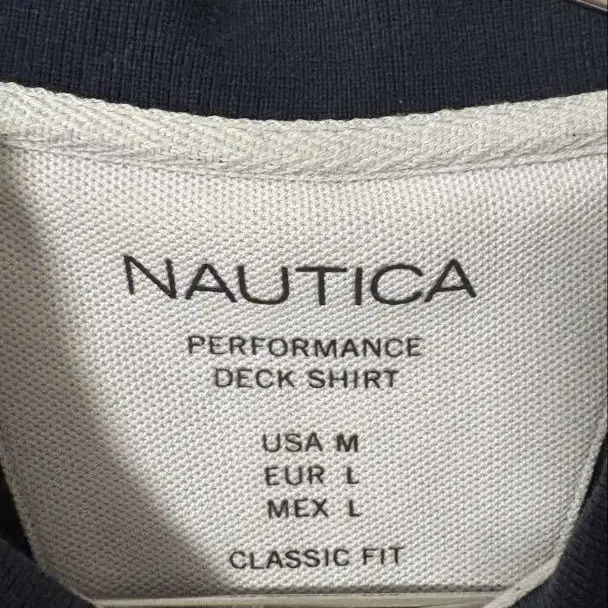 NAUTICA
PERFORMANCE
DECK SHIRT
USA M
EUR L
MEX L
CLASSIC FIT